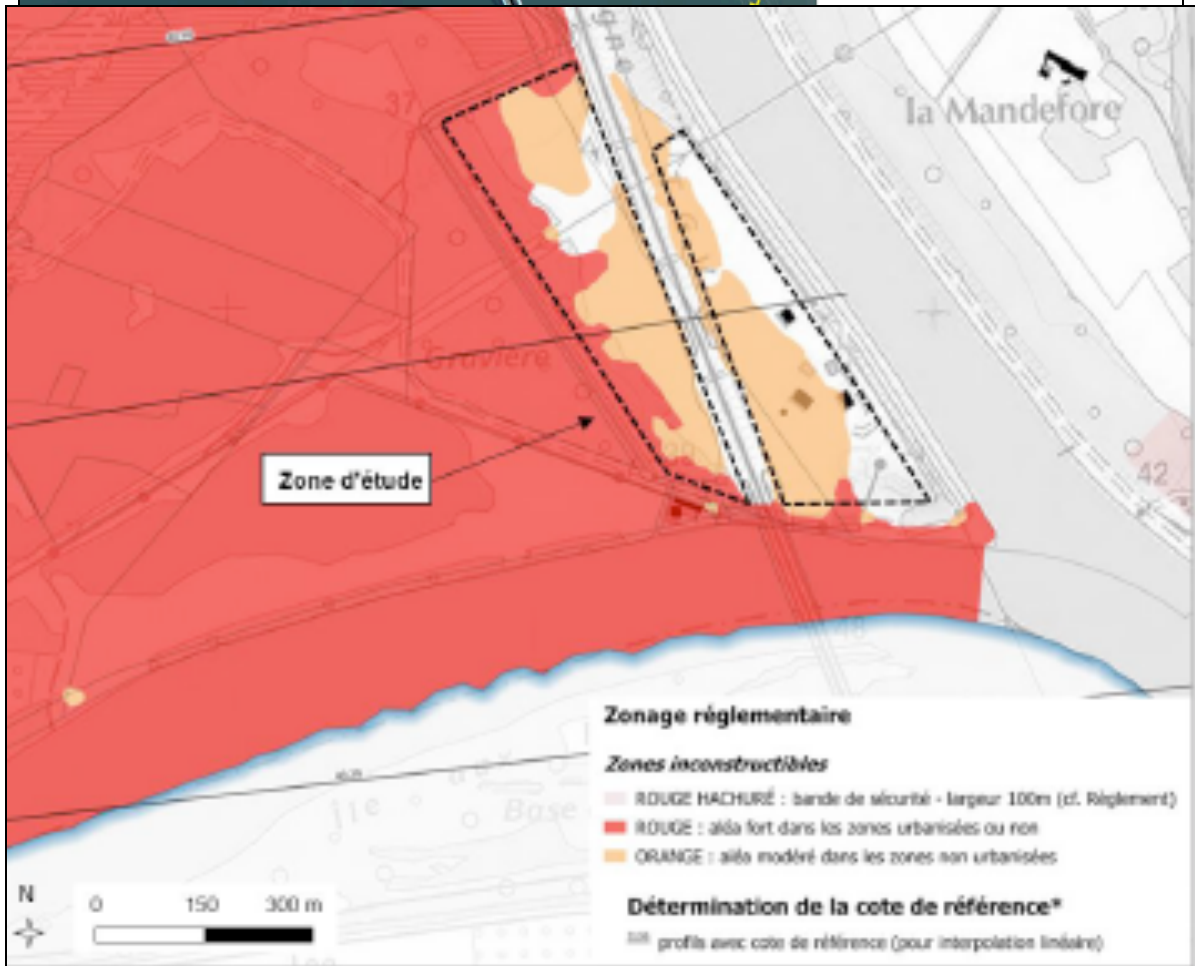 37
la Mandefore
Gravière
Zone d'étude
42
île
Base
Zonage réglementaire
Zones inconstructibles
ROUGE HACHURÉ : bande de sécurité - largeur 100m (cf. Règlement)
ROUGE : aléa fort dans les zones urbanisées ou non
ORANGE : aléa modéré dans les zones non urbanisées
N
0 150 300 m
Détermination de la cote de référence*
profils avec cote de référence (pour interpolation linéaire)